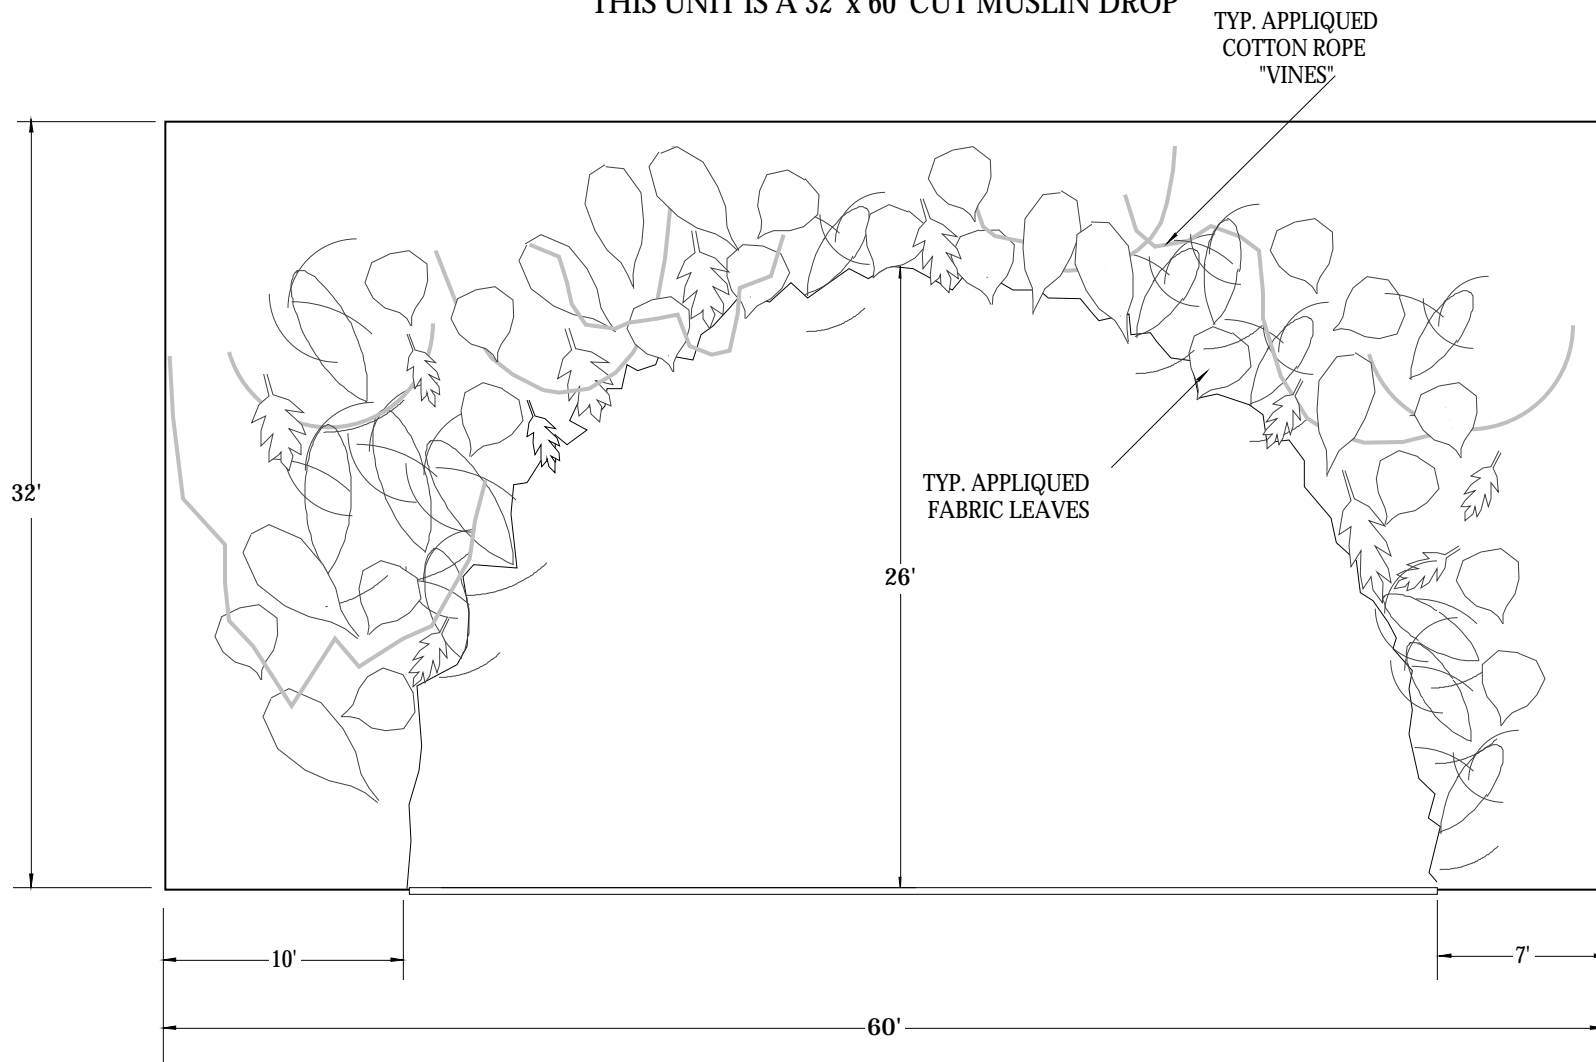 THIS UNIT IS A 32' x 60' CUT MUSLIN DROP
TYP. APPLIQUED
COTTON ROPE
"VINES"
32'
TYP. APPLIQUED
FABRIC LEAVES
26'
10'
7'
60'